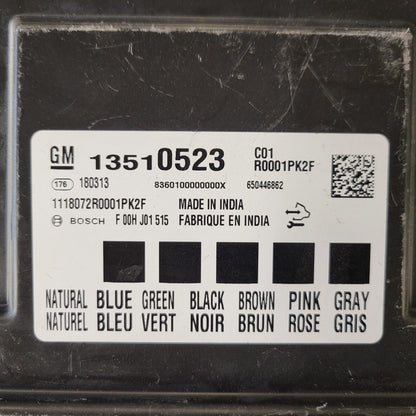 GM 13510523 C01
R0001PK2F
176 180313 8360100000000X 650446862
1118072R0001PK2F MADE IN INDIA
BOSCH F 00H J01 515 FABRIQUE EN INDIA
NATURAL BLUE GREEN BLACK BROWN PINK GRAY
NATUREL BLEU VERT NOIR BRUN ROSE GRIS